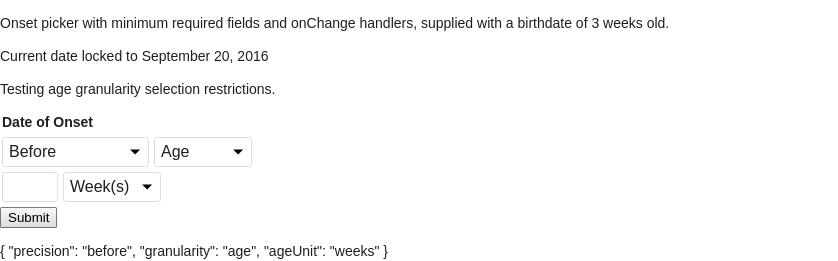 Onset picker with minimum required fields and onChange handlers, supplied with a birthdate of 3 weeks old.
Current date locked to September 20, 2016
Testing age granularity selection restrictions.
Date of Onset
Before Age
Week(s)
Submit
{ "precision": "before", "granularity": "age", "ageUnit": "weeks" }